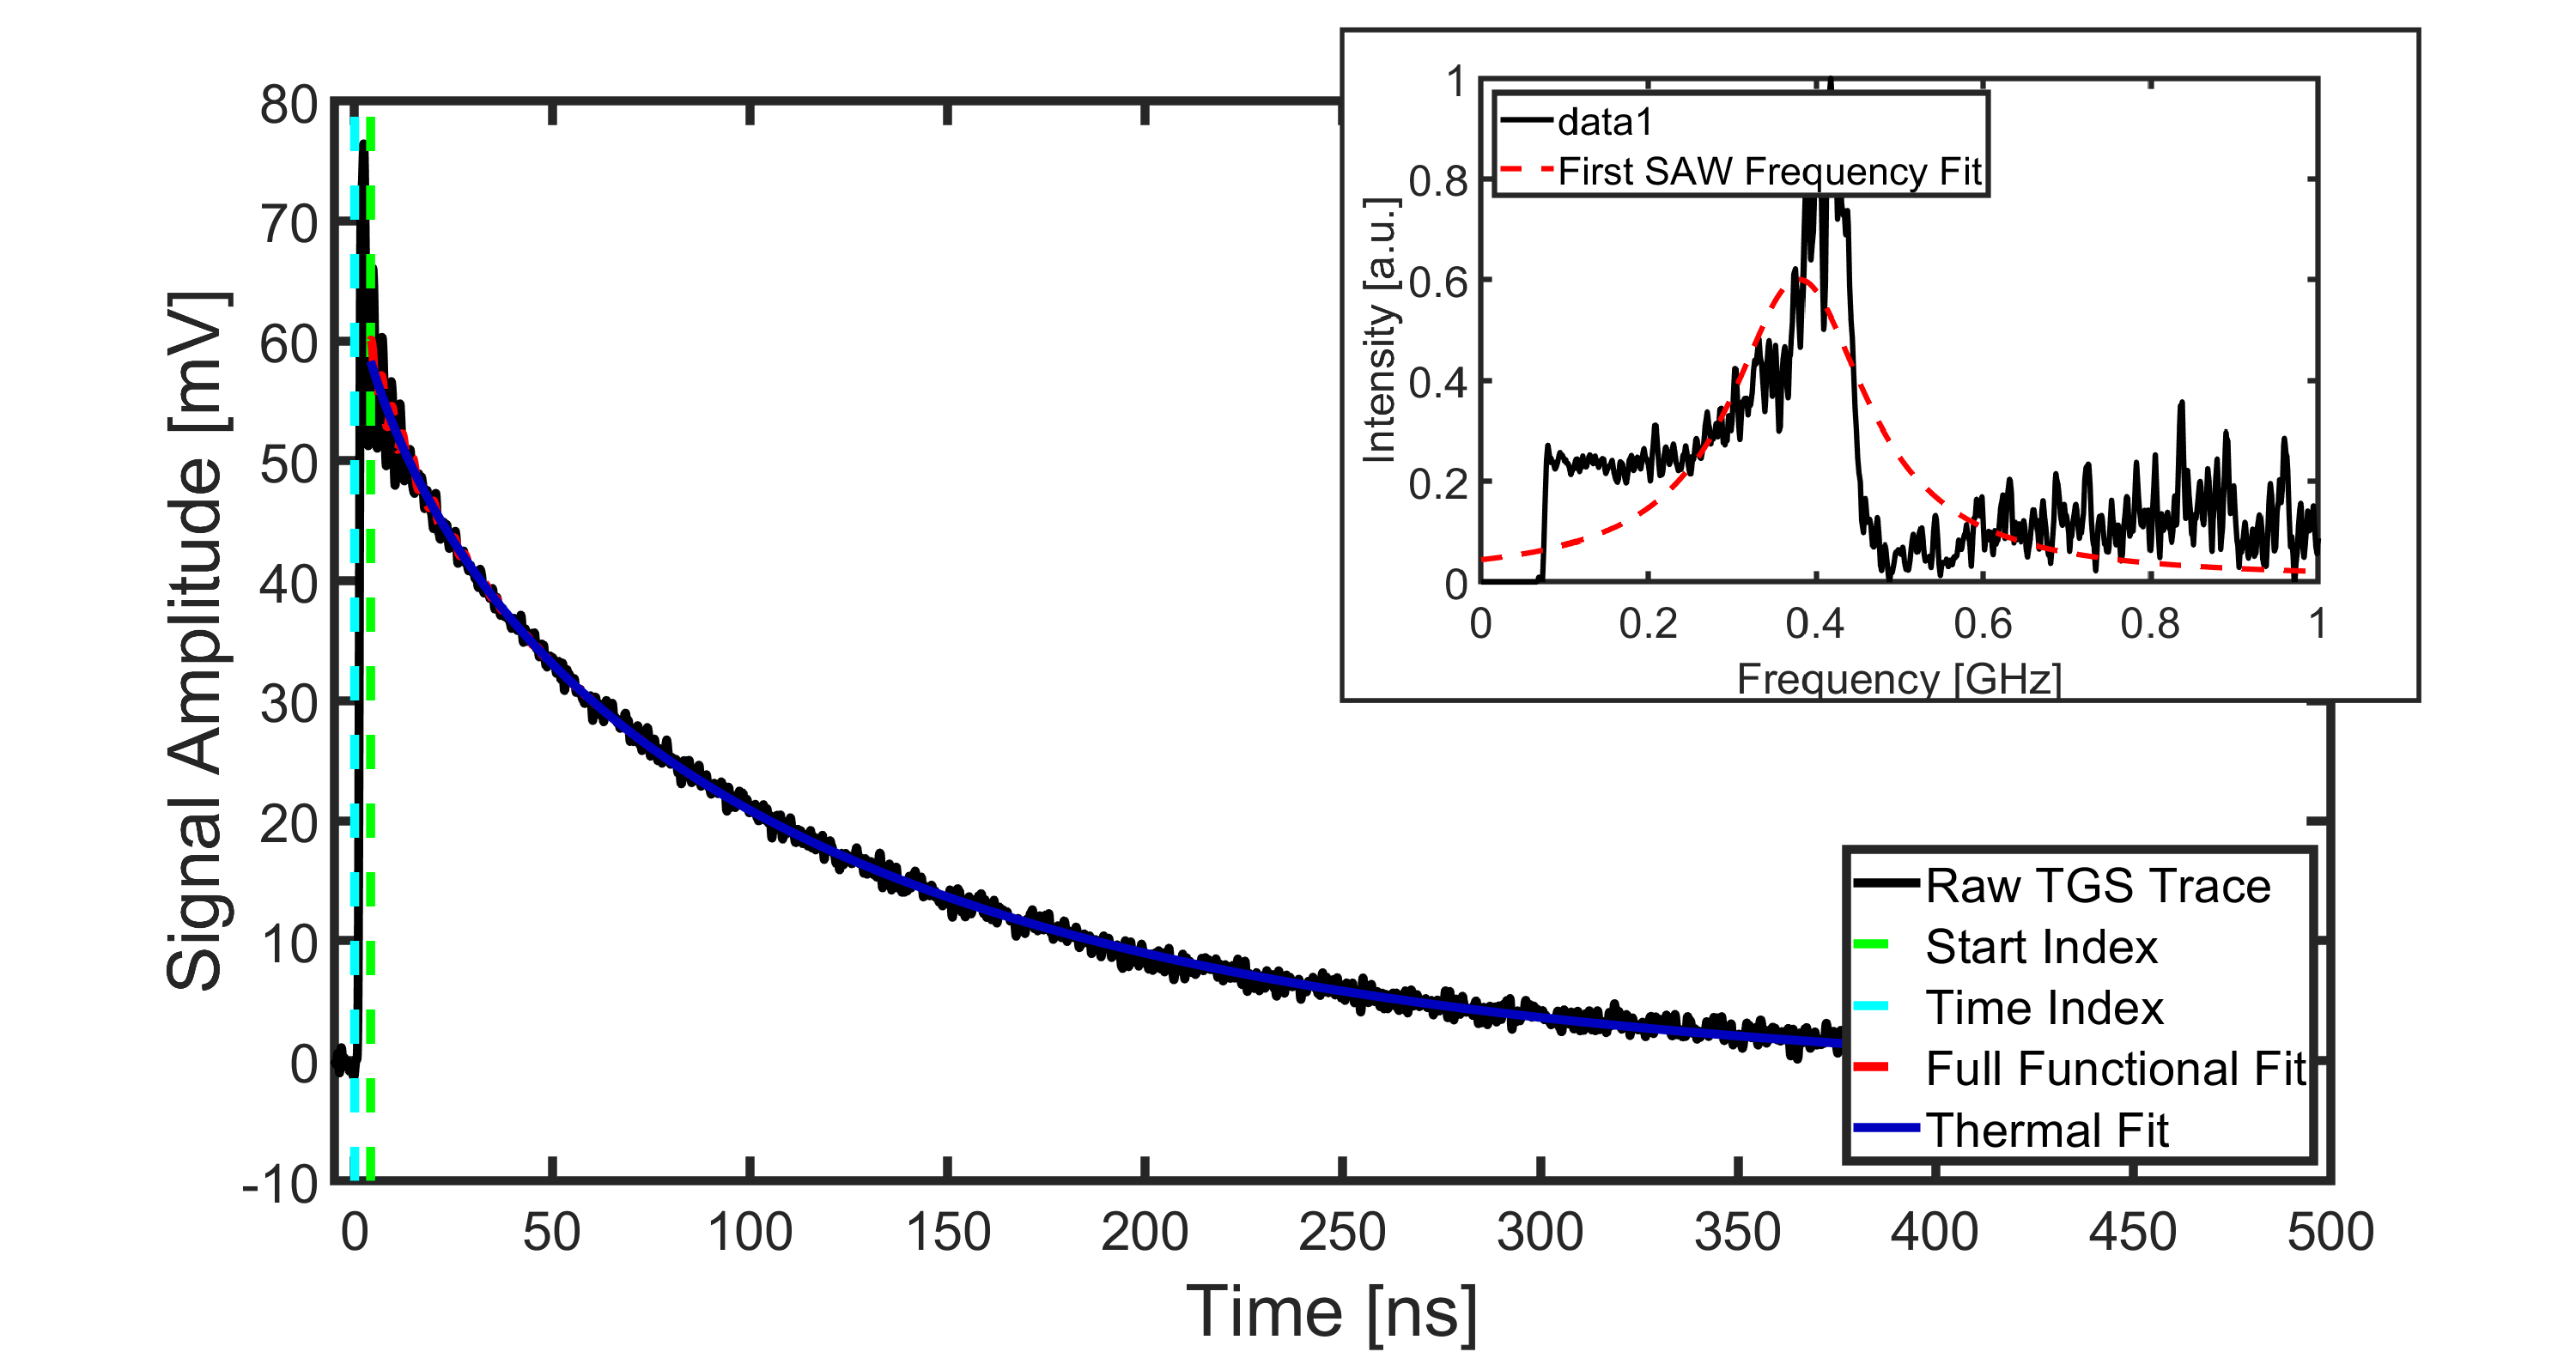 Signal Amplitude [mV]
80
70
60
50
40
30
20
10
0
-10
0 50 100 150 200 250 300 350 400 450 500
Time [ns]
Raw TGS Trace
Start Index
Time Index
Full Functional Fit
Thermal Fit
Intensity [a.u.]
1
0.8
0.6
0.4
0.2
0
0 0.2 0.4 0.6 0.8 1
Frequency [GHz]
data1
First SAW Frequency Fit